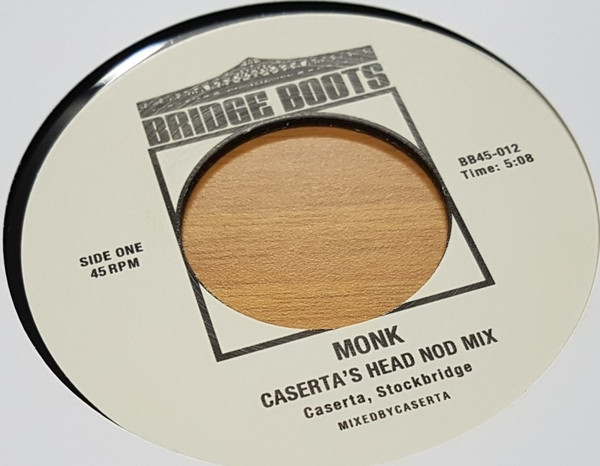 BRIDGE BOOTS
BB45-012
Time: 5:08
SIDE ONE
45 RPM
MONK
CASERTA'S HEAD NOD MIX
Caserta, Stockbridge
MIXEDBYCASERTA